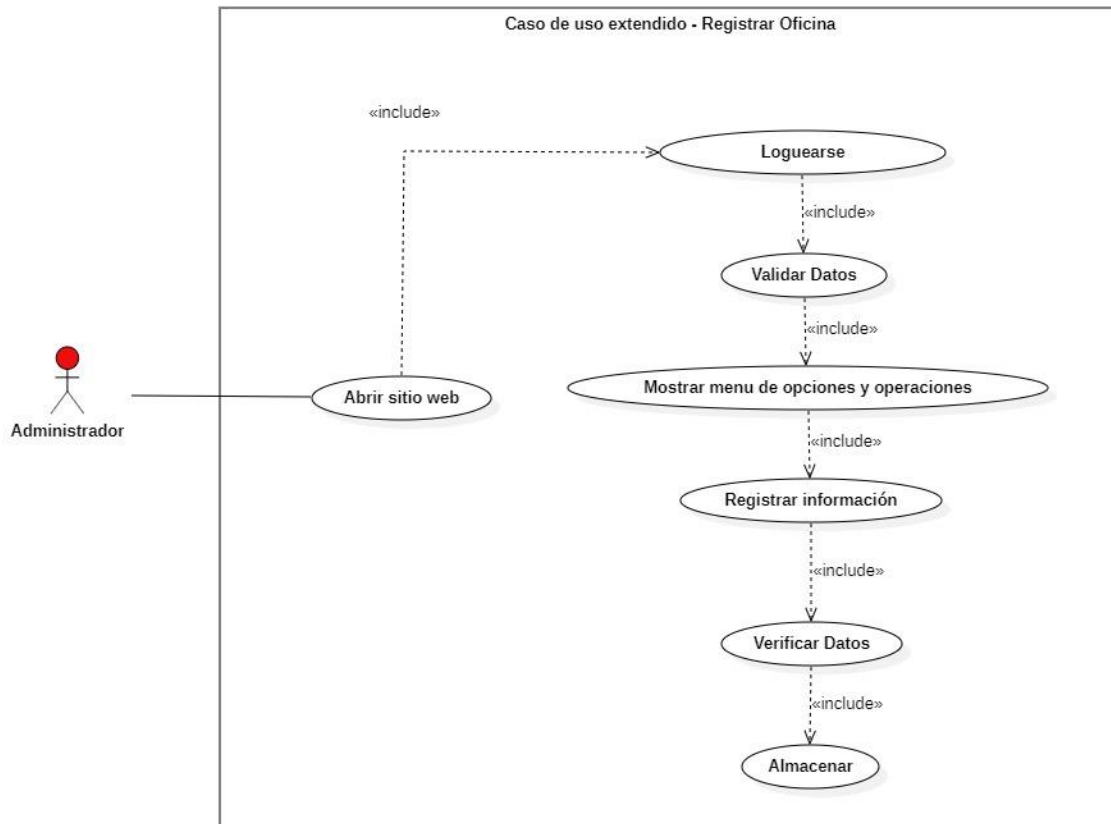 Caso de uso extendido - Registrar Oficina
«include»
Loguearse
«include»
Validar Datos
«include»
Mostrar menu de opciones y operaciones
Abrir sitio web
Administrador
«include»
Registrar información
«include»
Verificar Datos
«include»
Almacenar